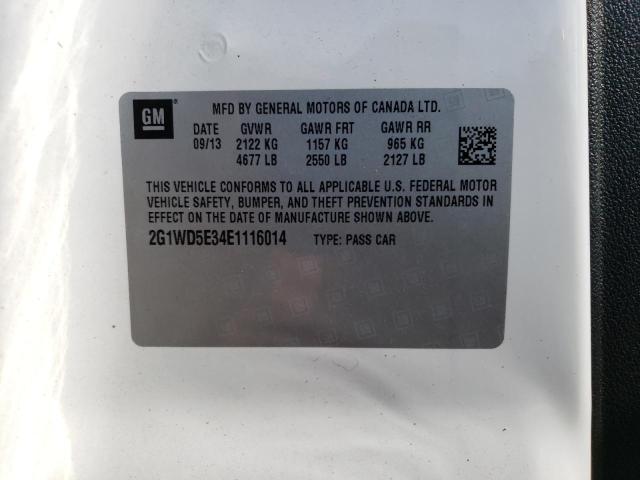 GM ®
MFD BY GENERAL MOTORS OF CANADA LTD.
DATE GVWR GAWR FRT GAWR RR
09/13 2122 KG 1157 KG 965 KG
4677 LB 2550 LB 2127 LB
THIS VEHICLE CONFORMS TO ALL APPLICABLE U.S. FEDERAL MOTOR
VEHICLE SAFETY, BUMPER, AND THEFT PREVENTION STANDARDS IN
EFFECT ON THE DATE OF MANUFACTURE SHOWN ABOVE.
2G1WD5E34E1116014 TYPE: PASS CAR